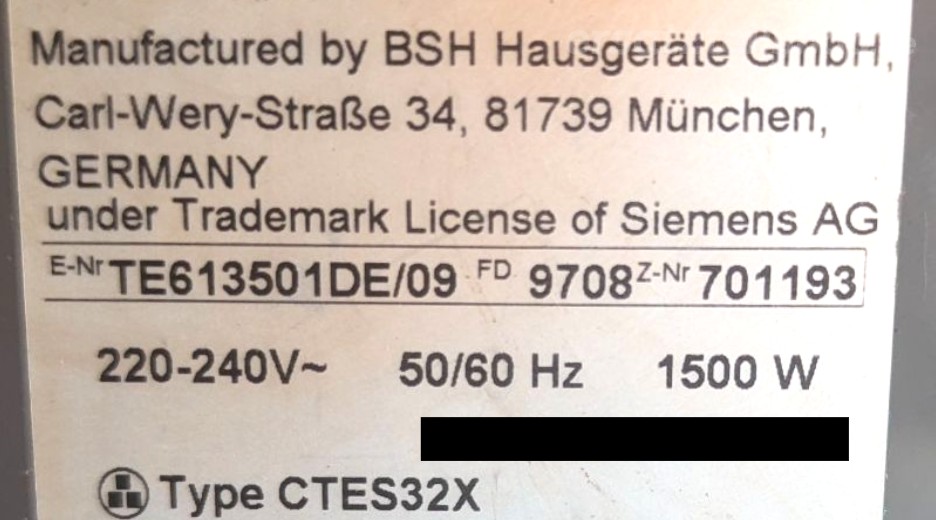 Manufactured by BSH Hausgeräte GmbH,
Carl-Wery-Straße 34, 81739 München,
GERMANY
under Trademark License of Siemens AG
E-Nr TE613501DE/09 FD 9708 Z-Nr 701193
220-240V~ 50/60 Hz 1500 W
Type CTES32X